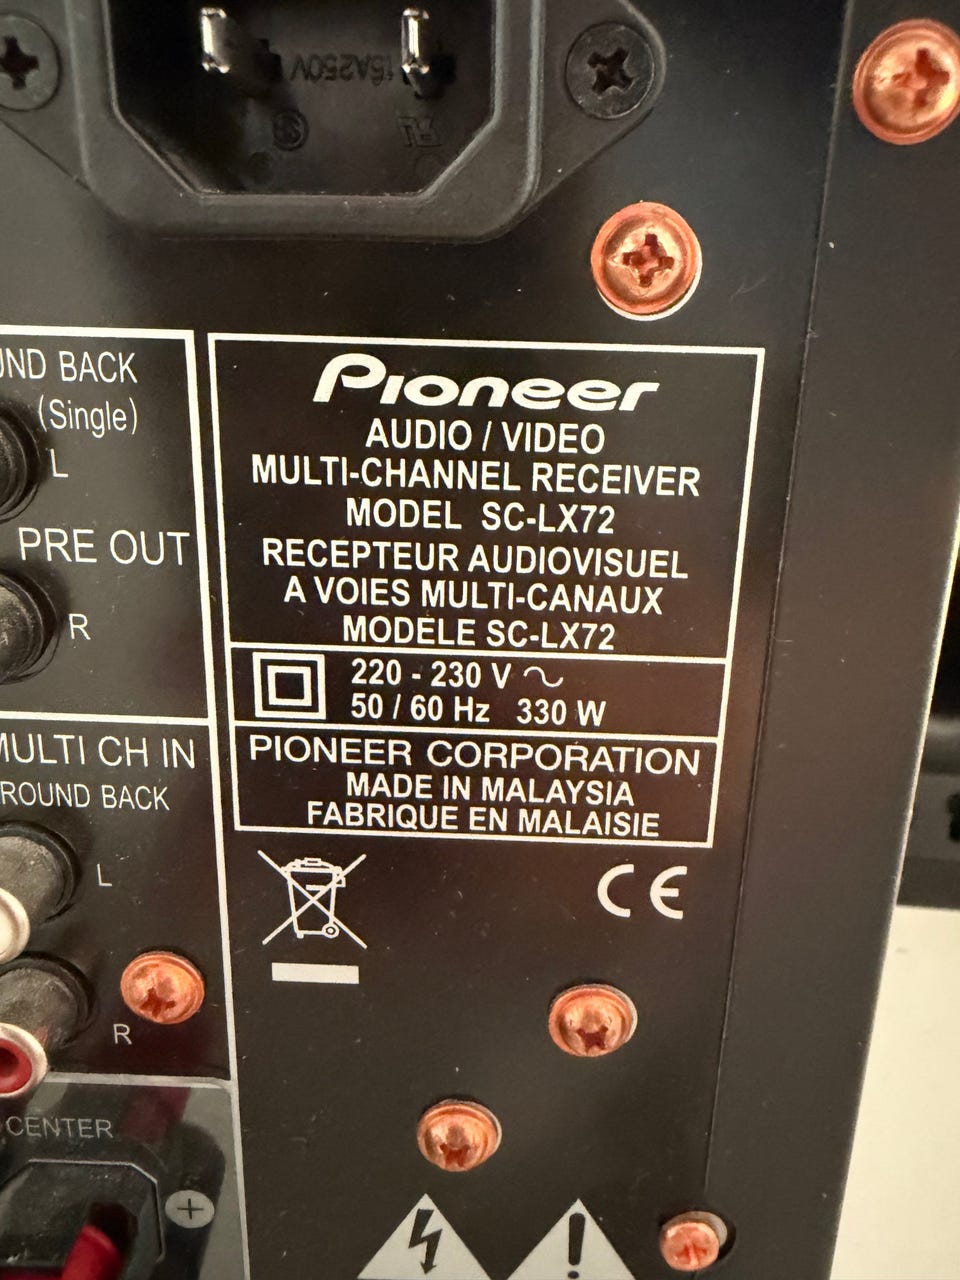 15A250V
UND BACK
(Single)
L
PRE OUT
R
MULTI CH IN
ROUND BACK
L
R
CENTER
Pioneer
AUDIO / VIDEO
MULTI-CHANNEL RECEIVER
MODEL SC-LX72
RECEPTEUR AUDIOVISUEL
A VOIES MULTI-CANAUX
MODELE SC-LX72
220 - 230 V ~
50 / 60 Hz 330 W
PIONEER CORPORATION
MADE IN MALAYSIA
FABRIQUE EN MALAISIE
CE